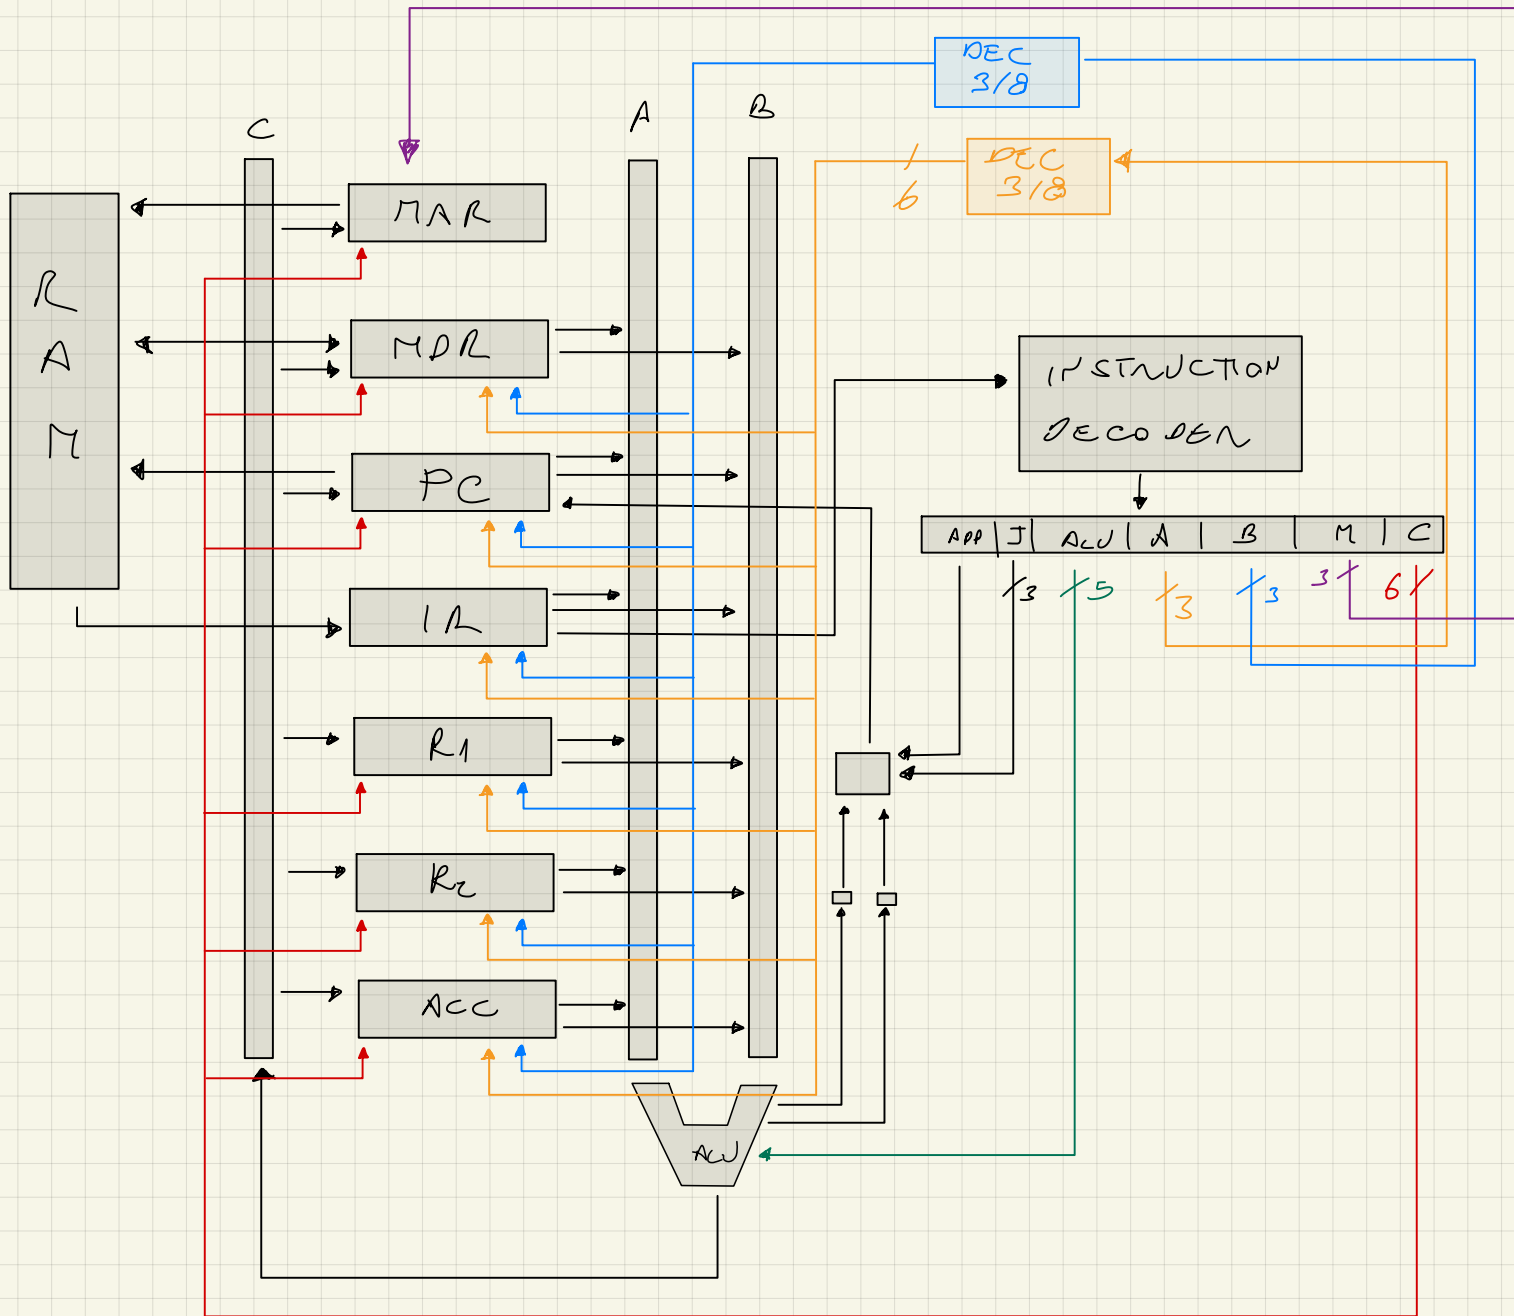 DEC
3/8
C
A
B
DEC
3/8
6
MAR
R
A
M
MDR
INSTRUCTION
DECODER
PC
APP | J | ALU | A | B | M | C
3
5
3
3
3
6
IR
R1
R2
ACC
ALU